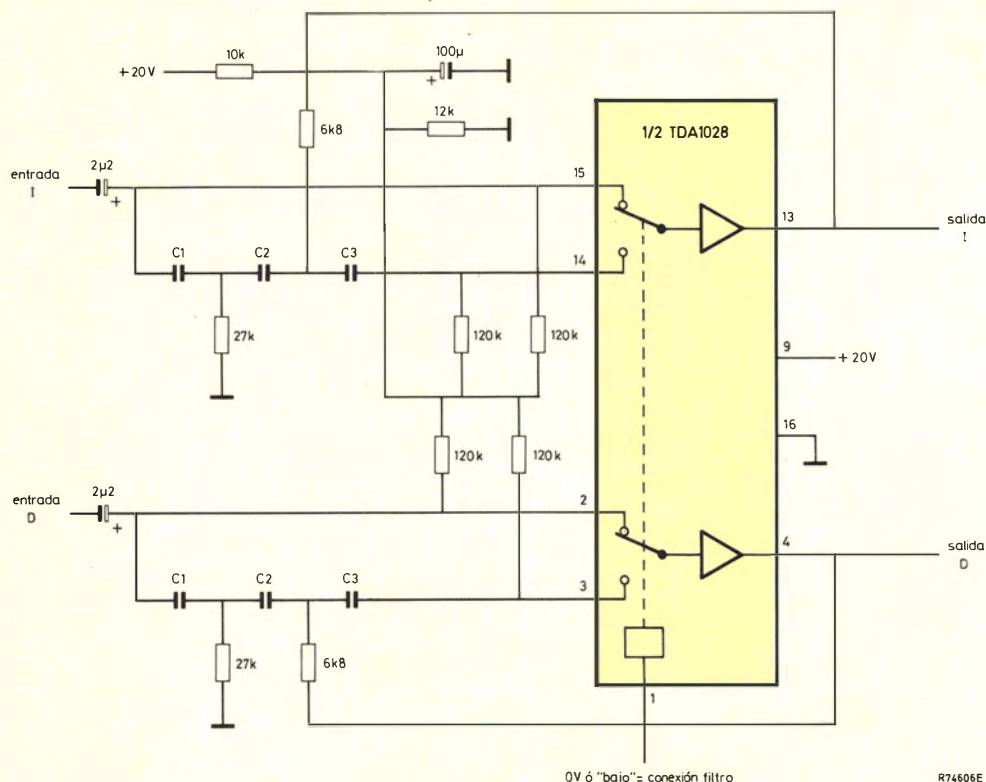 10k
100µ
+20V
+
12k
6k8
1/2 TDA1028
2µ2
entrada
I
+
15
13
salida
I
C1
C2
C3
14
27k
120k
120k
9
+20V
16
120k
120k
2µ2
entrada
D
+
2
4
salida
D
C1
C2
C3
3
27k
6k8
1
0V ó "bajo"= conexión filtro
R74606E